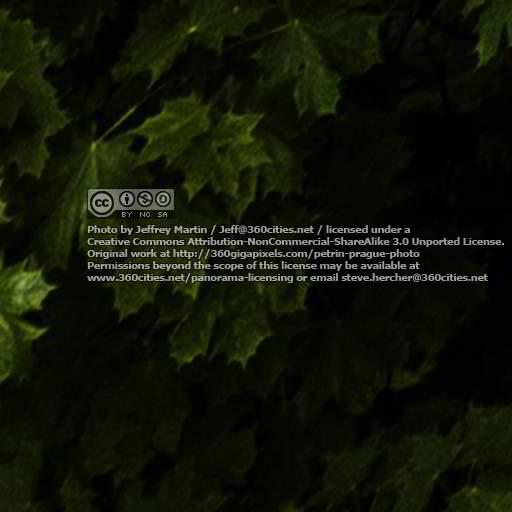 cc
BY NC SA
Photo by Jeffrey Martin / Jeff@360cities.net / licensed under a
Creative Commons Attribution-NonCommercial-ShareAlike 3.0 Unported License.
Original work at http://360gigapixels.com/petrin-prague-photo
Permissions beyond the scope of this license may be available at
www.360cities.net/panorama-licensing or email steve.hercher@360cities.net